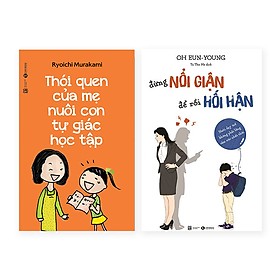 Ryoichi Murakami
Thói quen
của mẹ
nuôi con
tự giác
học tập
OH EUN-YOUNG
đừng NỔI GIẬN
để rồi HỐI HẬN